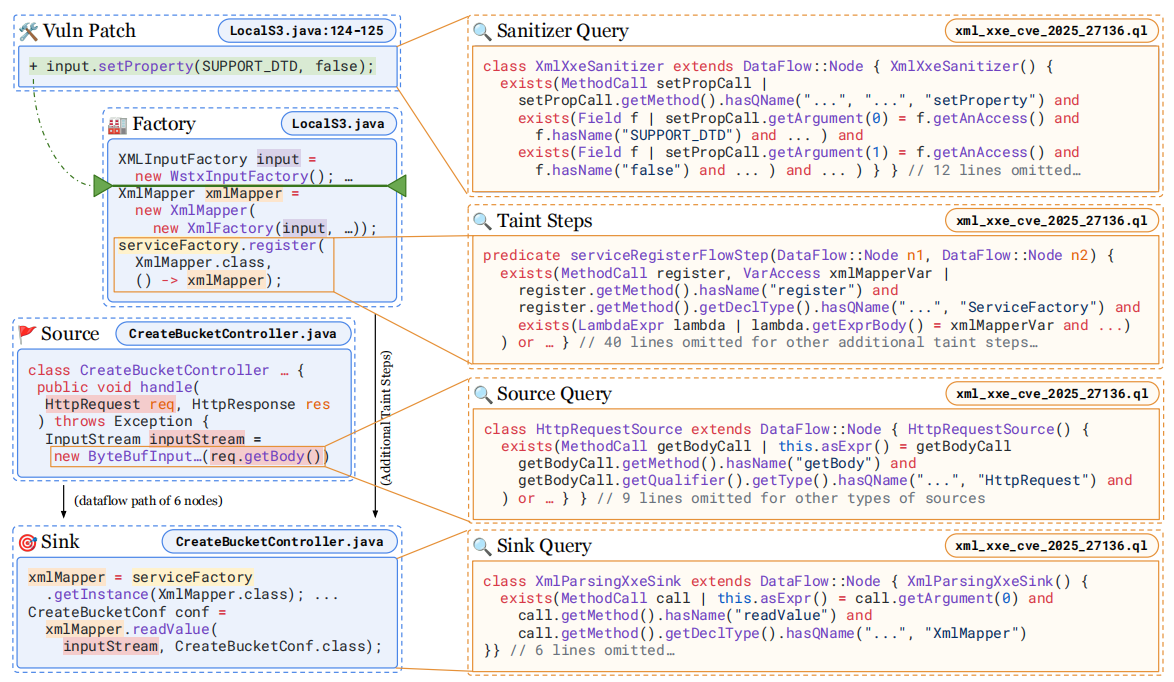 Vuln Patch
LocalS3.java:124-125
+ input.setProperty(SUPPORT_DTD, false);
Factory
LocalS3.java
XMLInputFactory input =
new WstxInputFactory(); …
XmlMapper xmlMapper =
new XmlMapper(
new XmlFactory(input, …));
serviceFactory.register(
XmlMapper.class,
() -> xmlMapper);
Source
CreateBucketController.java
class CreateBucketController … {
public void handle(
HttpRequest req, HttpResponse res
) throws Exception {
InputStream inputStream =
new ByteBufInput…(req.getBody())
(Additional Taint Steps)
(dataflow path of 6 nodes)
Sink
CreateBucketController.java
xmlMapper = serviceFactory
.getInstance(XmlMapper.class); ...
CreateBucketConf conf =
xmlMapper.readValue(
inputStream, CreateBucketConf.class);
Sanitizer Query
xml_xxe_cve_2025_27136.ql
class XmlXxeSanitizer extends DataFlow::Node { XmlXxeSanitizer() {
exists(MethodCall setPropCall |
setPropCall.getMethod().hasQName("...", "...", "setProperty") and
exists(Field f | setPropCall.getArgument(0) = f.getAnAccess() and
f.hasName("SUPPORT_DTD") and ... ) and
exists(Field f | setPropCall.getArgument(1) = f.getAnAccess() and
f.hasName("false") and ... ) and ... ) } } // 12 lines omitted…
Taint Steps
xml_xxe_cve_2025_27136.ql
predicate serviceRegisterFlowStep(DataFlow::Node n1, DataFlow::Node n2) {
exists(MethodCall register, VarAccess xmlMapperVar |
register.getMethod().hasName("register") and
register.getMethod().getDeclType().hasQName("...", "ServiceFactory") and
exists(LambdaExpr lambda | lambda.getExprBody() = xmlMapperVar and ...)
) or … } // 40 lines omitted for other additional taint steps…
Source Query
xml_xxe_cve_2025_27136.ql
class HttpRequestSource extends DataFlow::Node { HttpRequestSource() {
exists(MethodCall getBodyCall | this.asExpr() = getBodyCall
getBodyCall.getMethod().hasName("getBody") and
getBodyCall.getQualifier().getType().hasQName("...", "HttpRequest") and
) or … } } // 9 lines omitted for other types of sources
Sink Query
xml_xxe_cve_2025_27136.ql
class XmlParsingXxeSink extends DataFlow::Node { XmlParsingXxeSink() {
exists(MethodCall call | this.asExpr() = call.getArgument(0) and
call.getMethod().hasName("readValue") and
call.getMethod().getDeclType().hasQName("...", "XmlMapper")
}} // 6 lines omitted…